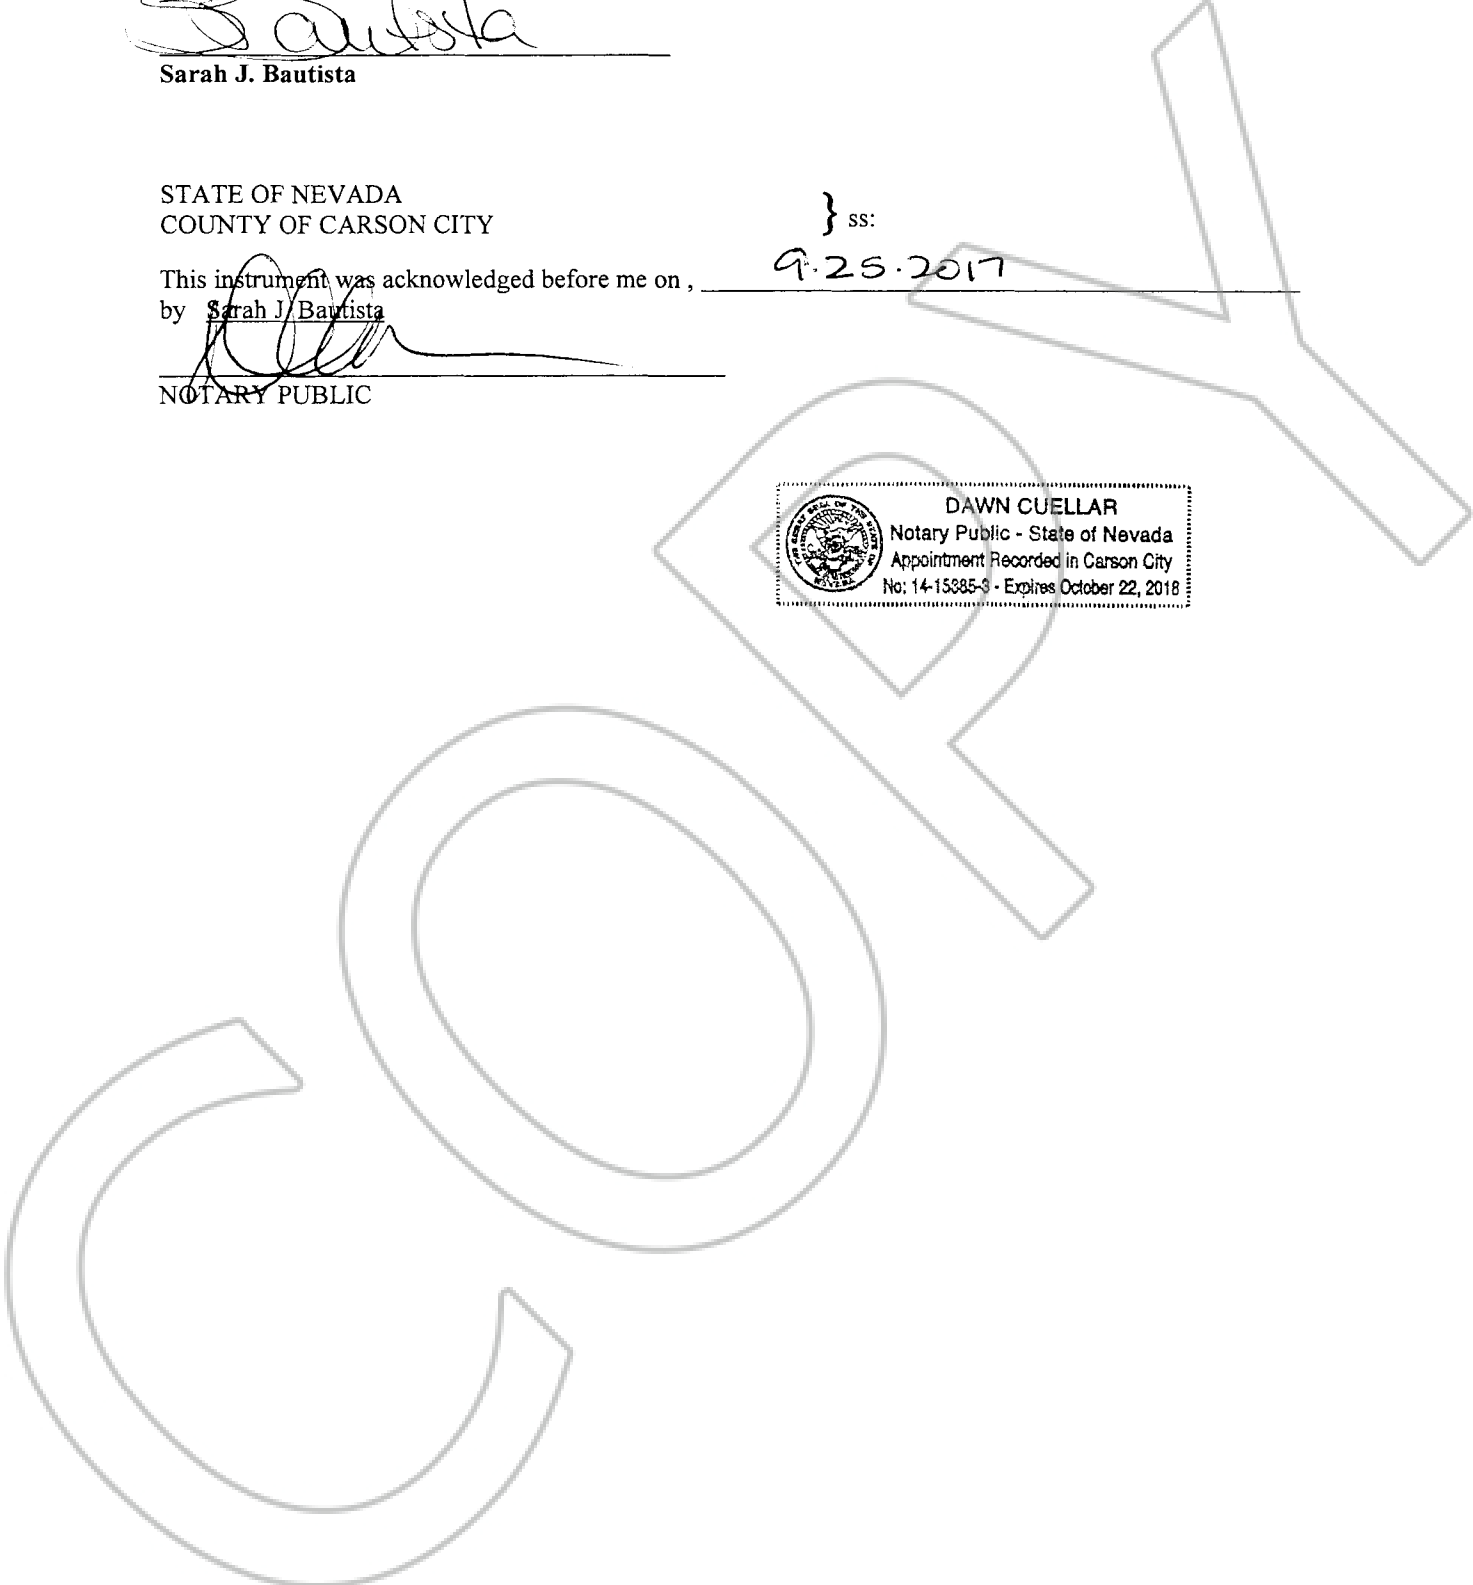 SBautista
Sarah J. Bautista
STATE OF NEVADA
COUNTY OF CARSON CITY
} ss:
This instrument was acknowledged before me on , 9.25.2017
by Sarah J. Bautista
NOTARY PUBLIC
DAWN CUELLAR
Notary Public - State of Nevada
Appointment Recorded in Carson City
No: 14-15385-3 - Expires October 22, 2018
COPY